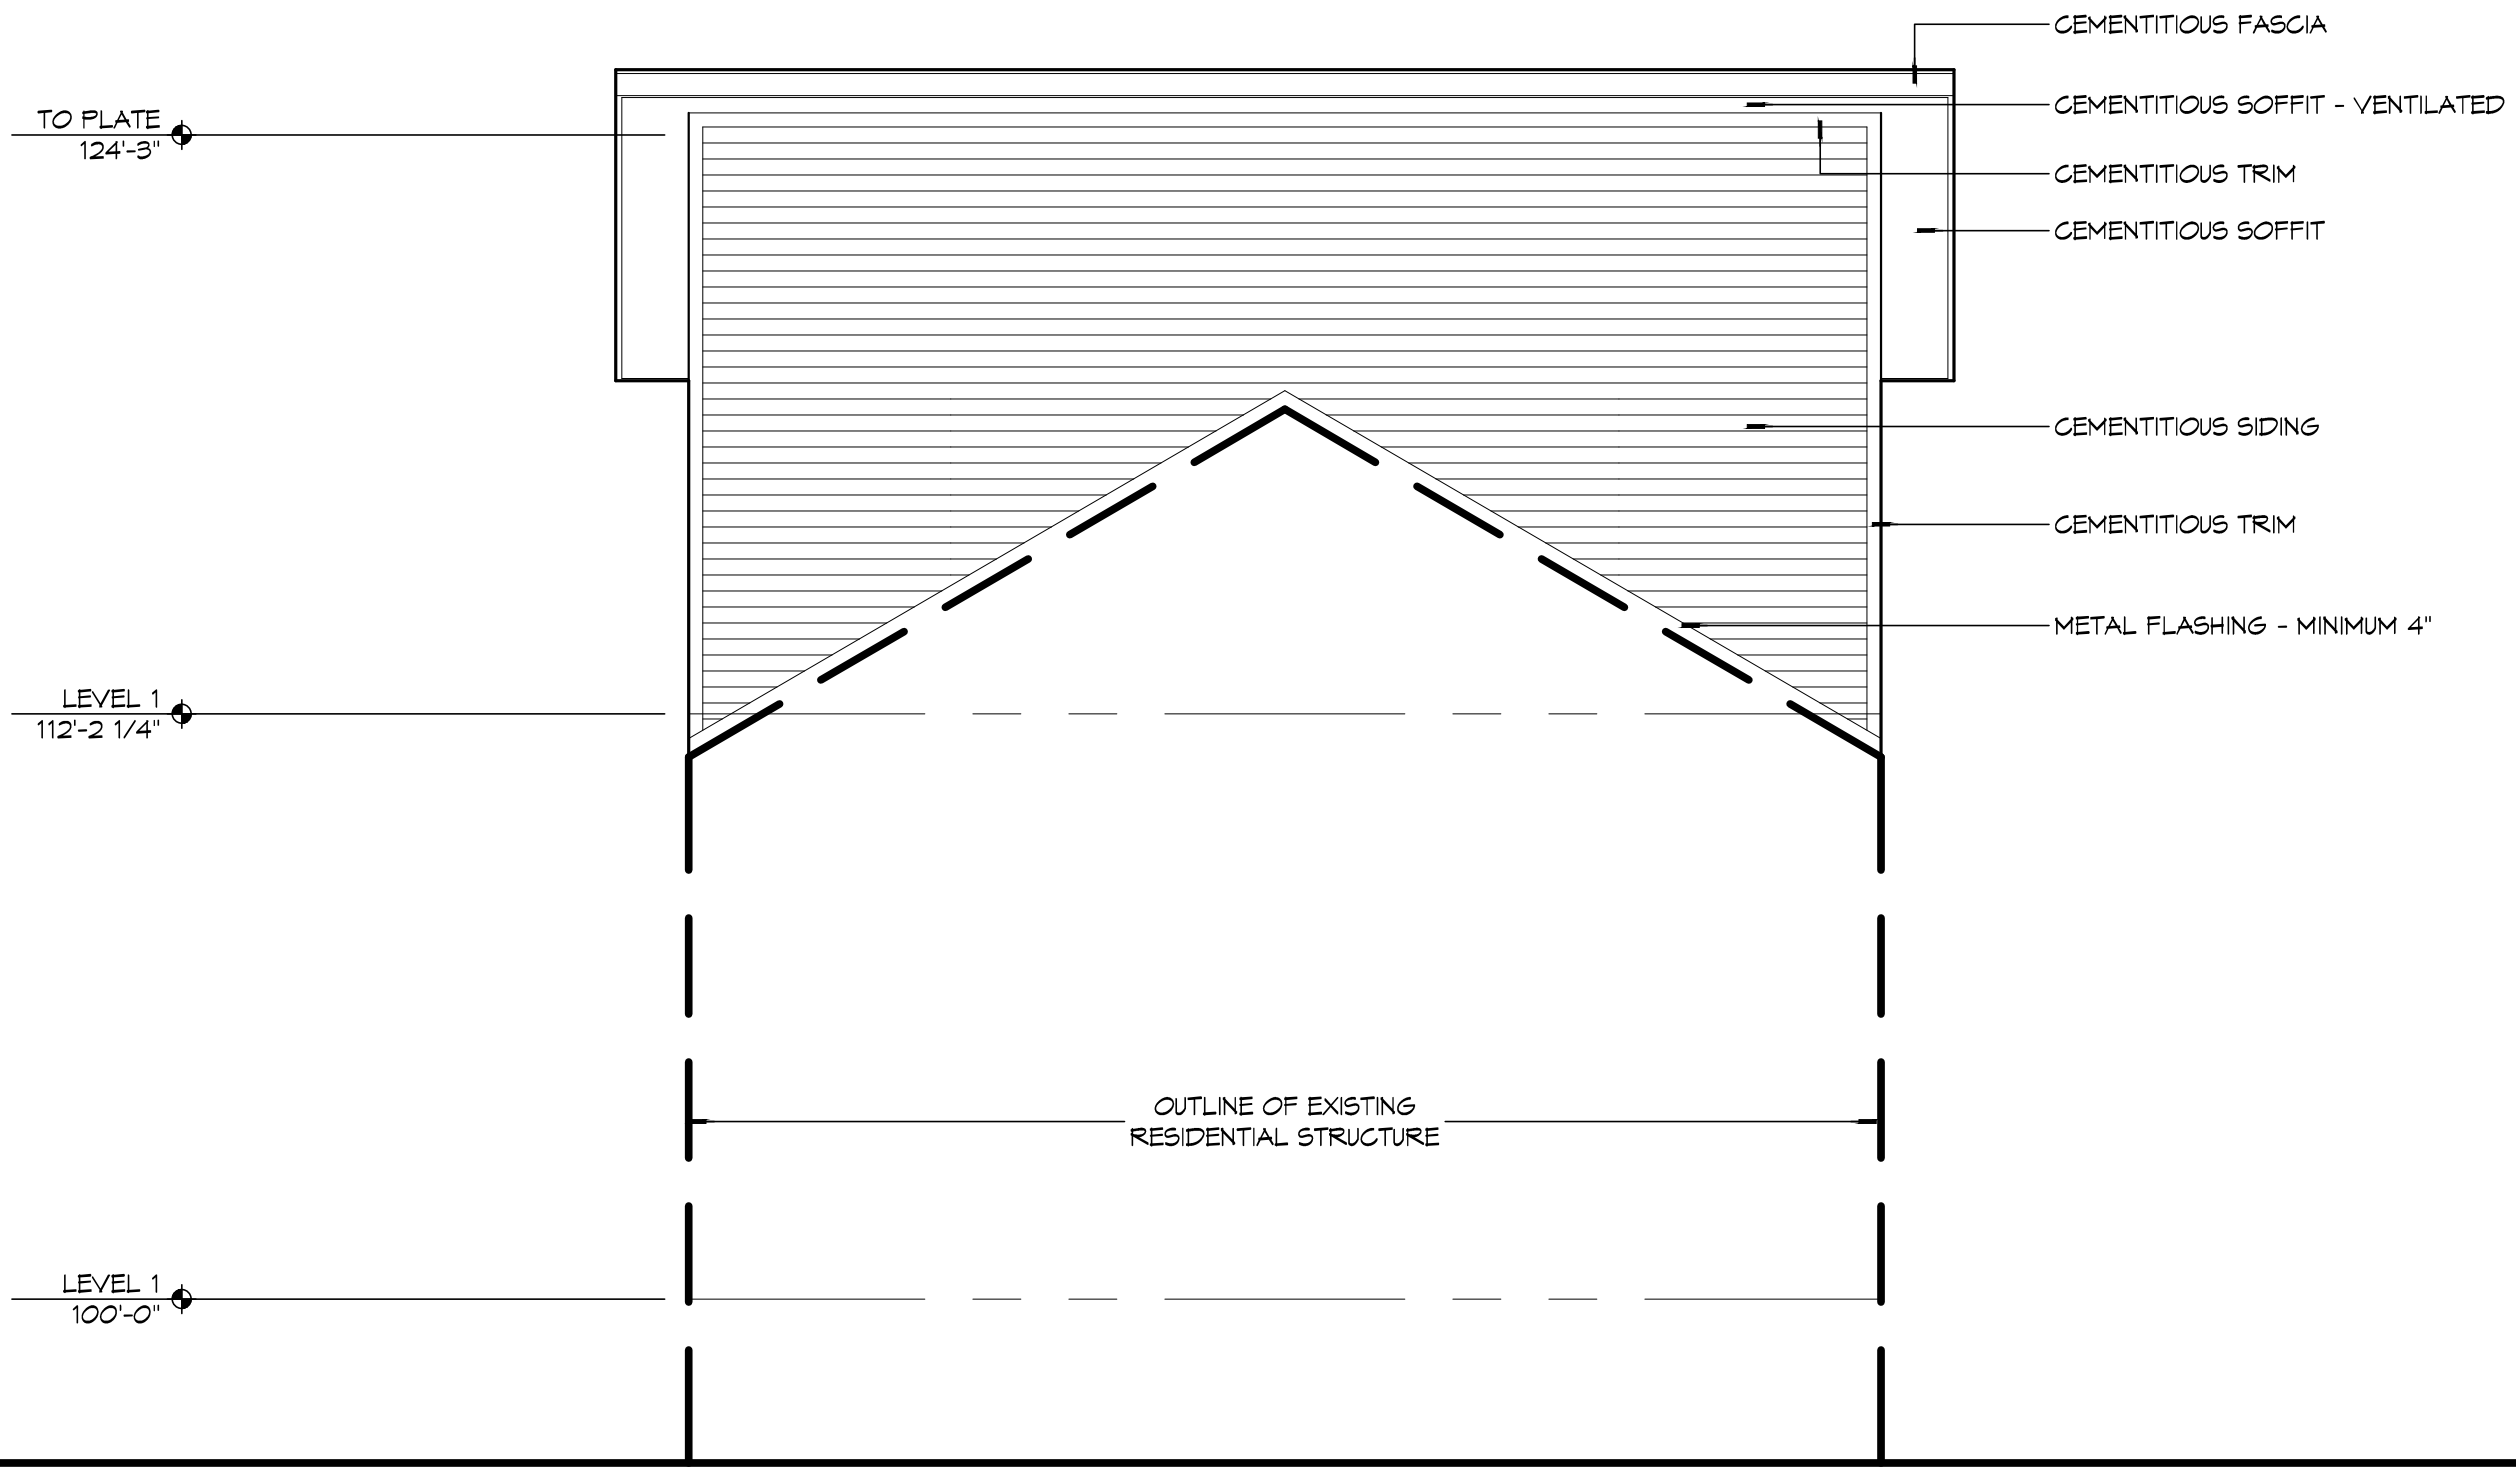 CEMENTITIOUS FASCIA
CEMENTITIOUS SOFFIT - VENTILATED
TO PLATE
124'-3"
CEMENTITIOUS TRIM
CEMENTITIOUS SOFFIT
CEMENTITIOUS SIDING
CEMENTITIOUS TRIM
METAL FLASHING - MINIMUM 4"
LEVEL 1
112'-2 1/4"
OUTLINE OF EXISTING
RESIDENTIAL STRUCTURE
LEVEL 1
100'-0"